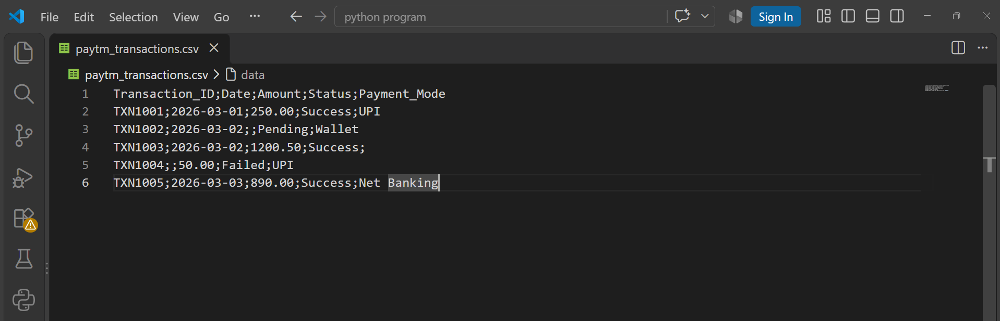 File Edit Selection View Go ··· python program Sign In
paytm_transactions.csv
paytm_transactions.csv > data
1 Transaction_ID;Date;Amount;Status;Payment_Mode
2 TXN1001;2026-03-01;250.00;Success;UPI
3 TXN1002;2026-03-02;;Pending;Wallet
4 TXN1003;2026-03-02;1200.50;Success;
5 TXN1004;;50.00;Failed;UPI
6 TXN1005;2026-03-03;890.00;Success;Net Banking